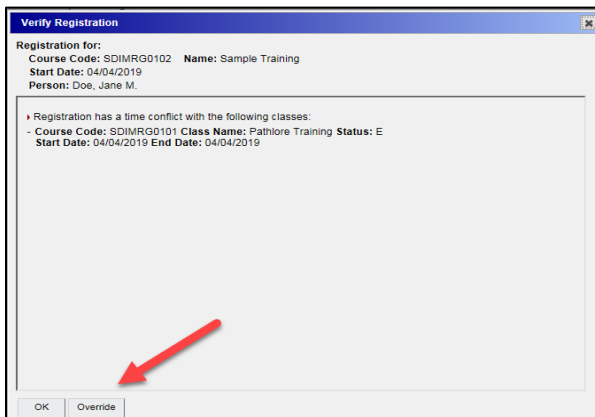 Verify Registration
Registration for:
Course Code: SDIMRG0102 Name: Sample Training
Start Date: 04/04/2019
Person: Doe, Jane M.
Registration has a time conflict with the following classes:
- Course Code: SDIMRG0101 Class Name: Pathlore Training Status: E
Start Date: 04/04/2019 End Date: 04/04/2019
OK Override